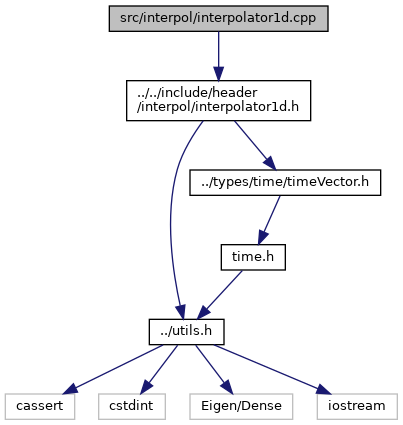 src/interpol/interpolator1d.cpp
../../include/header
/interpol/interpolator1d.h
../types/time/timeVector.h
time.h
../utils.h
cassert
cstdint
Eigen/Dense
iostream